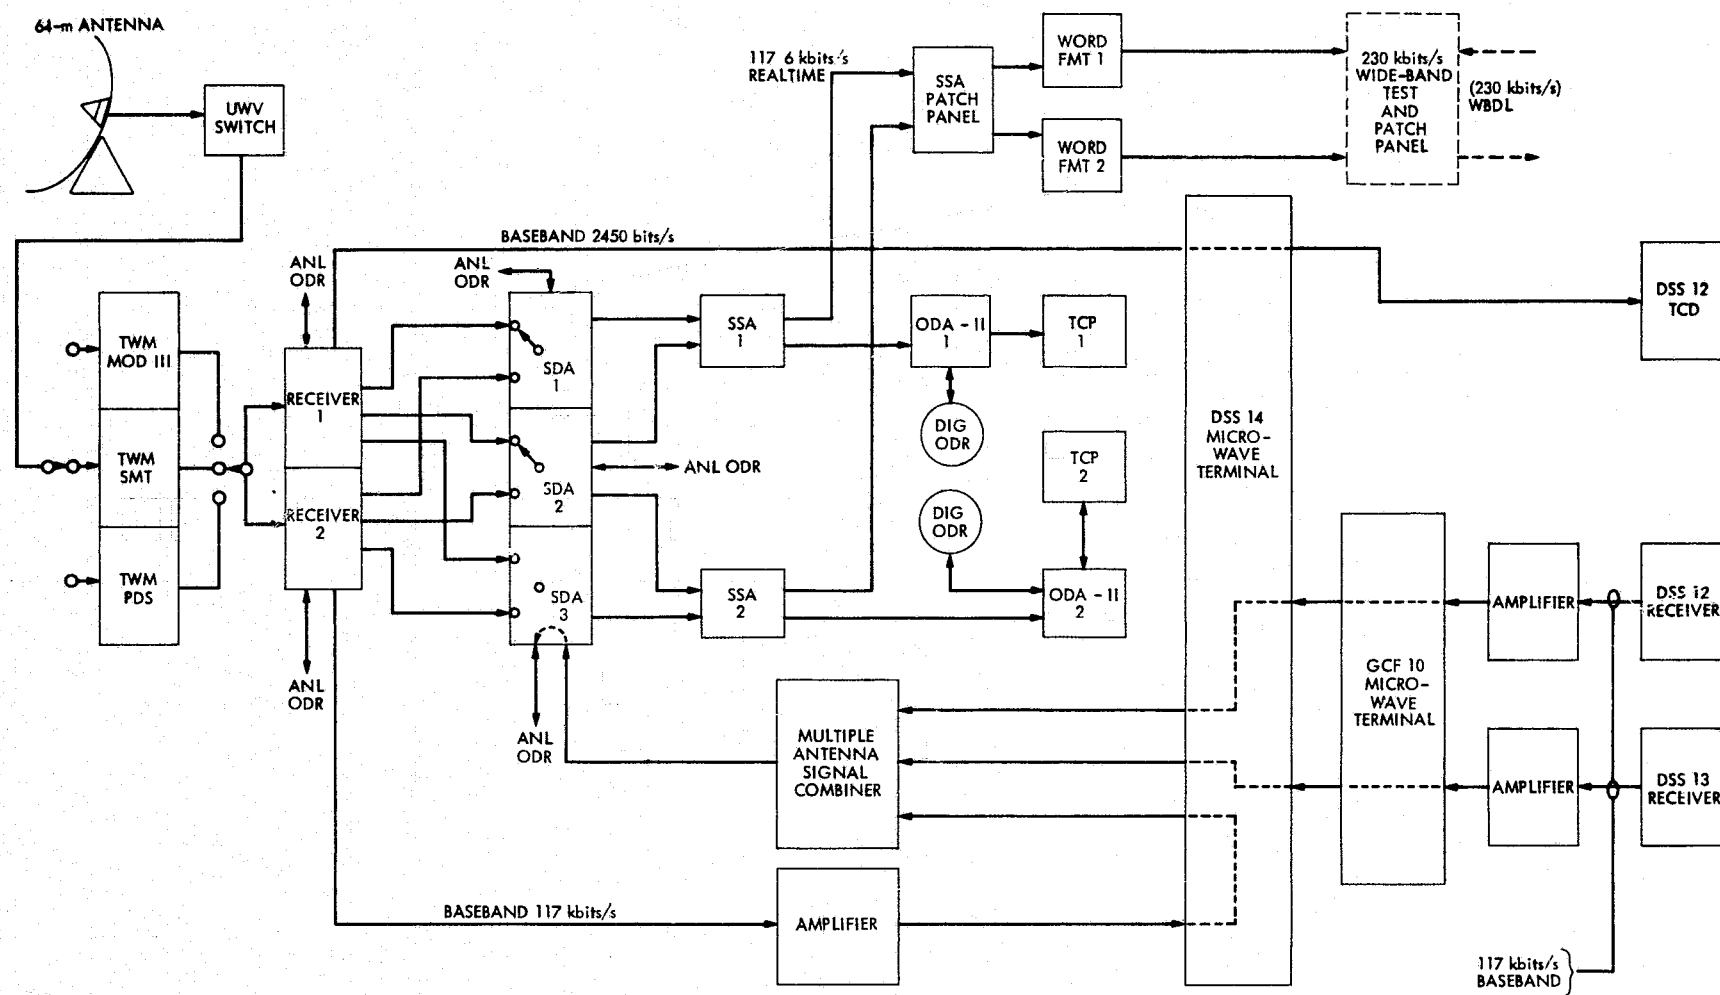 64-m ANTENNA
UWV
SWITCH
117 6 kbits/s
REALTIME
SSA
PATCH
PANEL
WORD
FMT 1
WORD
FMT 2
230 kbits/s
WIDE-BAND
TEST
AND
PATCH
PANEL
(230 kbits/s)
WBDL
BASEBAND 2450 bits/s
ANL
ODR
ANL
ODR
TWM
MOD III
TWM
SMT
TWM
PDS
RECEIVER
1
RECEIVER
2
SDA
1
SDA
2
SDA
3
SSA
1
SSA
2
ODA - II
1
TCP
1
DIG
ODR
ANL ODR
TCP
2
DIG
ODR
ODA - II
2
DSS 14
MICRO-
WAVE
TERMINAL
DSS 12
TCD
GCF 10
MICRO-
WAVE
TERMINAL
AMPLIFIER
DSS 12
RECEIVER
AMPLIFIER
DSS 13
RECEIVER
ANL
ODR
ANL
ODR
MULTIPLE
ANTENNA
SIGNAL
COMBINER
BASEBAND 117 kbits/s
AMPLIFIER
117 kbits/s
BASEBAND